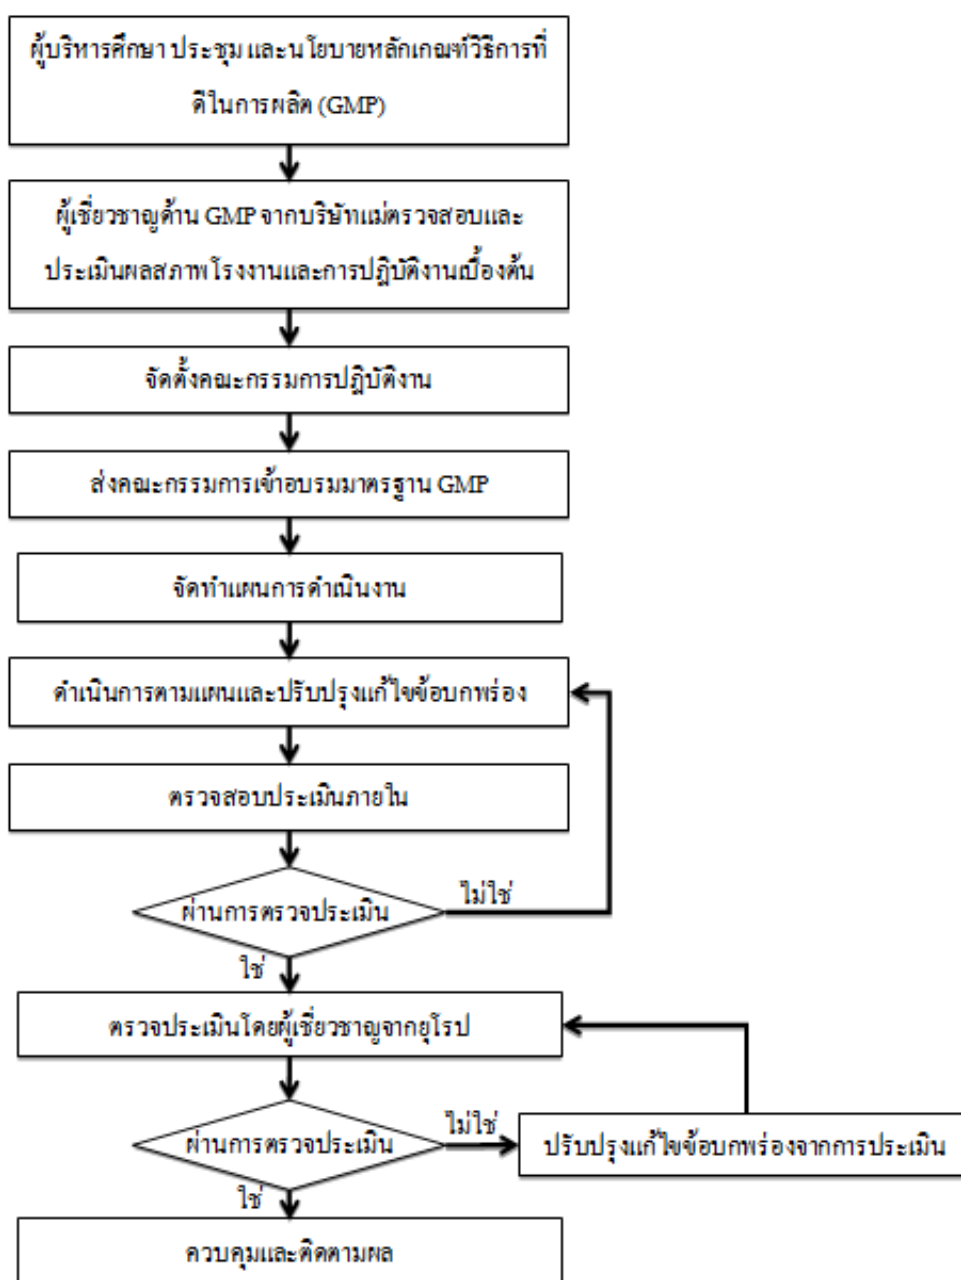 ผู้บริหารศึกษา ประชุม และนโยบายหลักเกณฑ์วิธีการที่
ดีในการผลิต (GMP)
ผู้เชี่ยวชาญด้าน GMP จากบริษัทแม่ตรวจสอบและ
ประเมินผลสภาพโรงงานและการปฏิบัติงานเบื้องต้น
จัดตั้งคณะกรรมการปฏิบัติงาน
ส่งคณะกรรมการเข้าอบรมมาตรฐาน GMP
จัดทำแผนการดำเนินงาน
ดำเนินการตามแผนและปรับปรุงแก้ไขข้อบกพร่อง
ตรวจสอบประเมินภายใน
ผ่านการตรวจประเมิน
ไม่ใช่
ใช่
ตรวจประเมินโดยผู้เชี่ยวชาญจากยุโรป
ผ่านการตรวจประเมิน
ไม่ใช่
ปรับปรุงแก้ไขข้อบกพร่องจากการประเมิน
ใช่
ควบคุมและติดตามผล